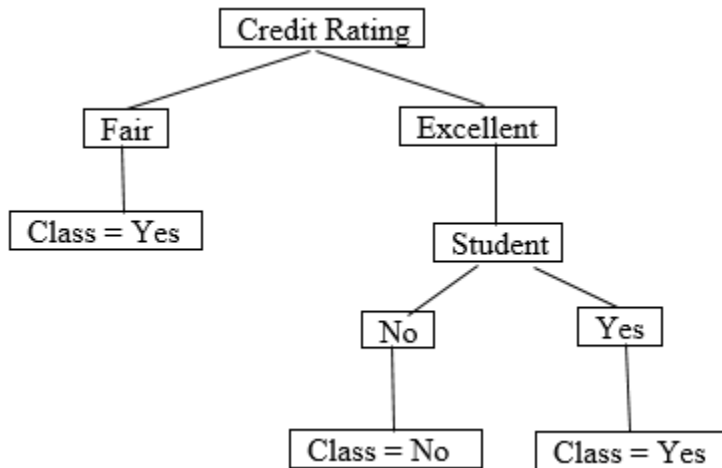 Credit Rating
Fair
Excellent
Class = Yes
Student
No
Yes
Class = No
Class = Yes